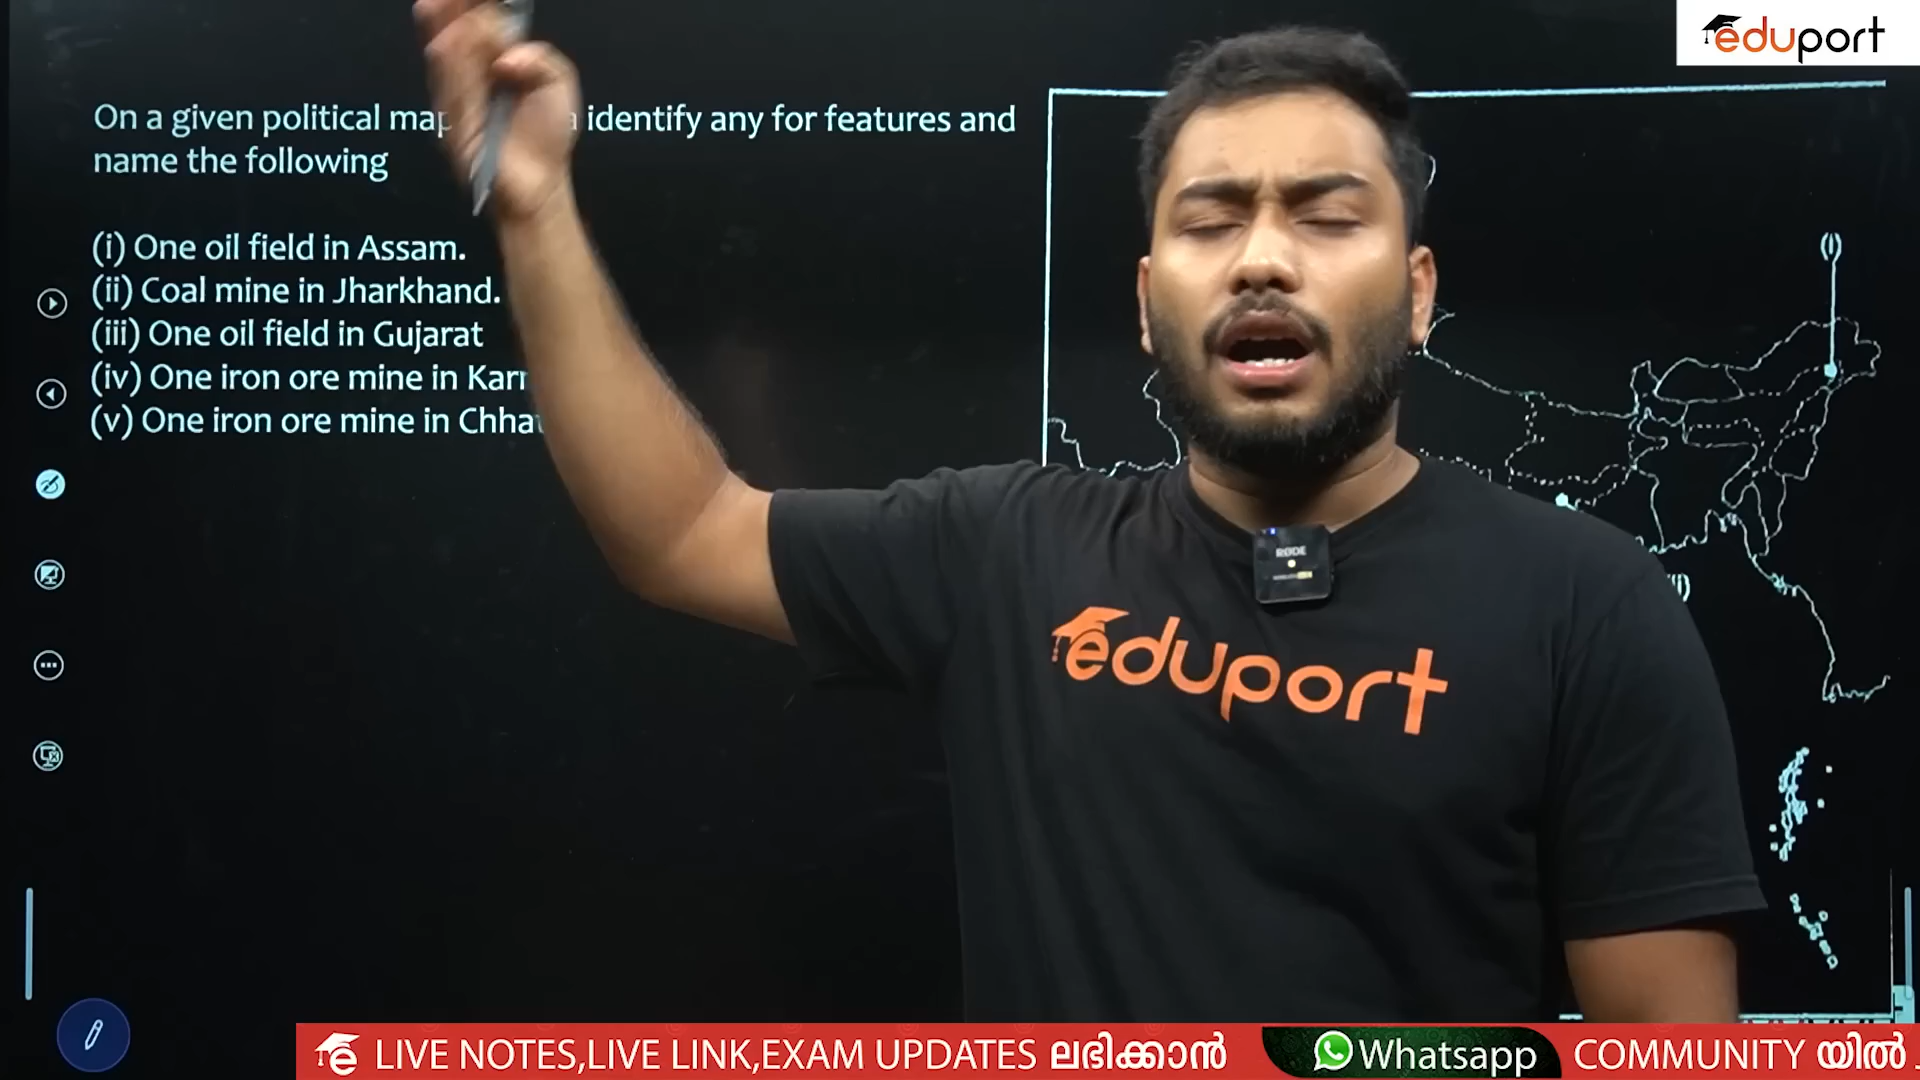 eduport
On a given political map identify any for features and
name the following
(i) One oil field in Assam.
(ii) Coal mine in Jharkhand.
(iii) One oil field in Gujarat
(iv) One iron ore mine in
(v) One iron ore mine in
(I)
RØDE
eduport
LIVE NOTES,LIVE LINK,EXAM UPDATES ലഭിക്കാൻ Whatsapp COMMUNITY യിൽ